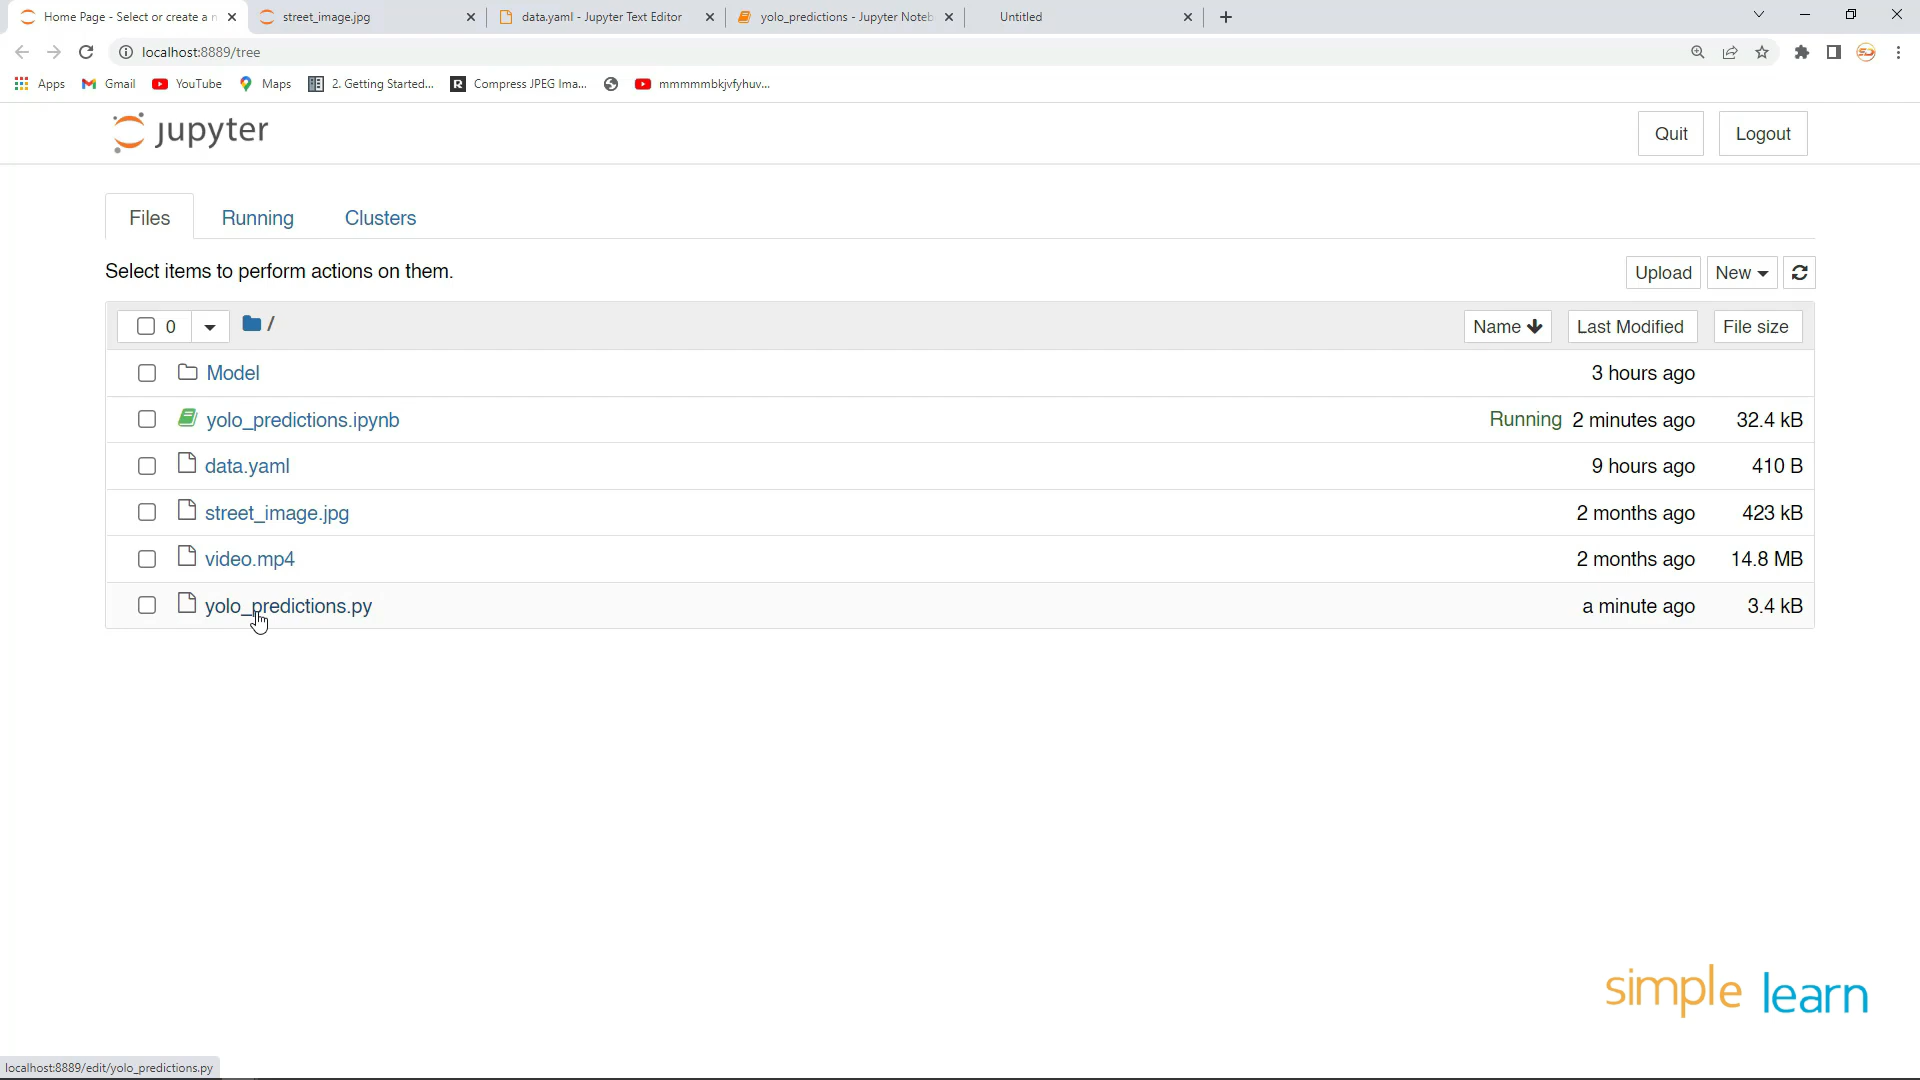 Home Page - Select or create a n
street_image.jpg
data.yaml - Jupyter Text Editor
yolo_predictions - Jupyter Noteb
Untitled
localhost:8889/tree
Apps
Gmail
YouTube
Maps
2. Getting Started...
Compress JPEG Ima...
mmmmmbkjvfyhuv...
jupyter
Quit
Logout
Files
Running
Clusters
Select items to perform actions on them.
Upload
New
0
/
Name
Last Modified
File size
Model 3 hours ago
yolo_predictions.ipynb Running 2 minutes ago 32.4 kB
data.yaml 9 hours ago 410 B
street_image.jpg 2 months ago 423 kB
video.mp4 2 months ago 14.8 MB
yolo_predictions.py a minute ago 3.4 kB
simple learn
localhost:8889/edit/yolo_predictions.py